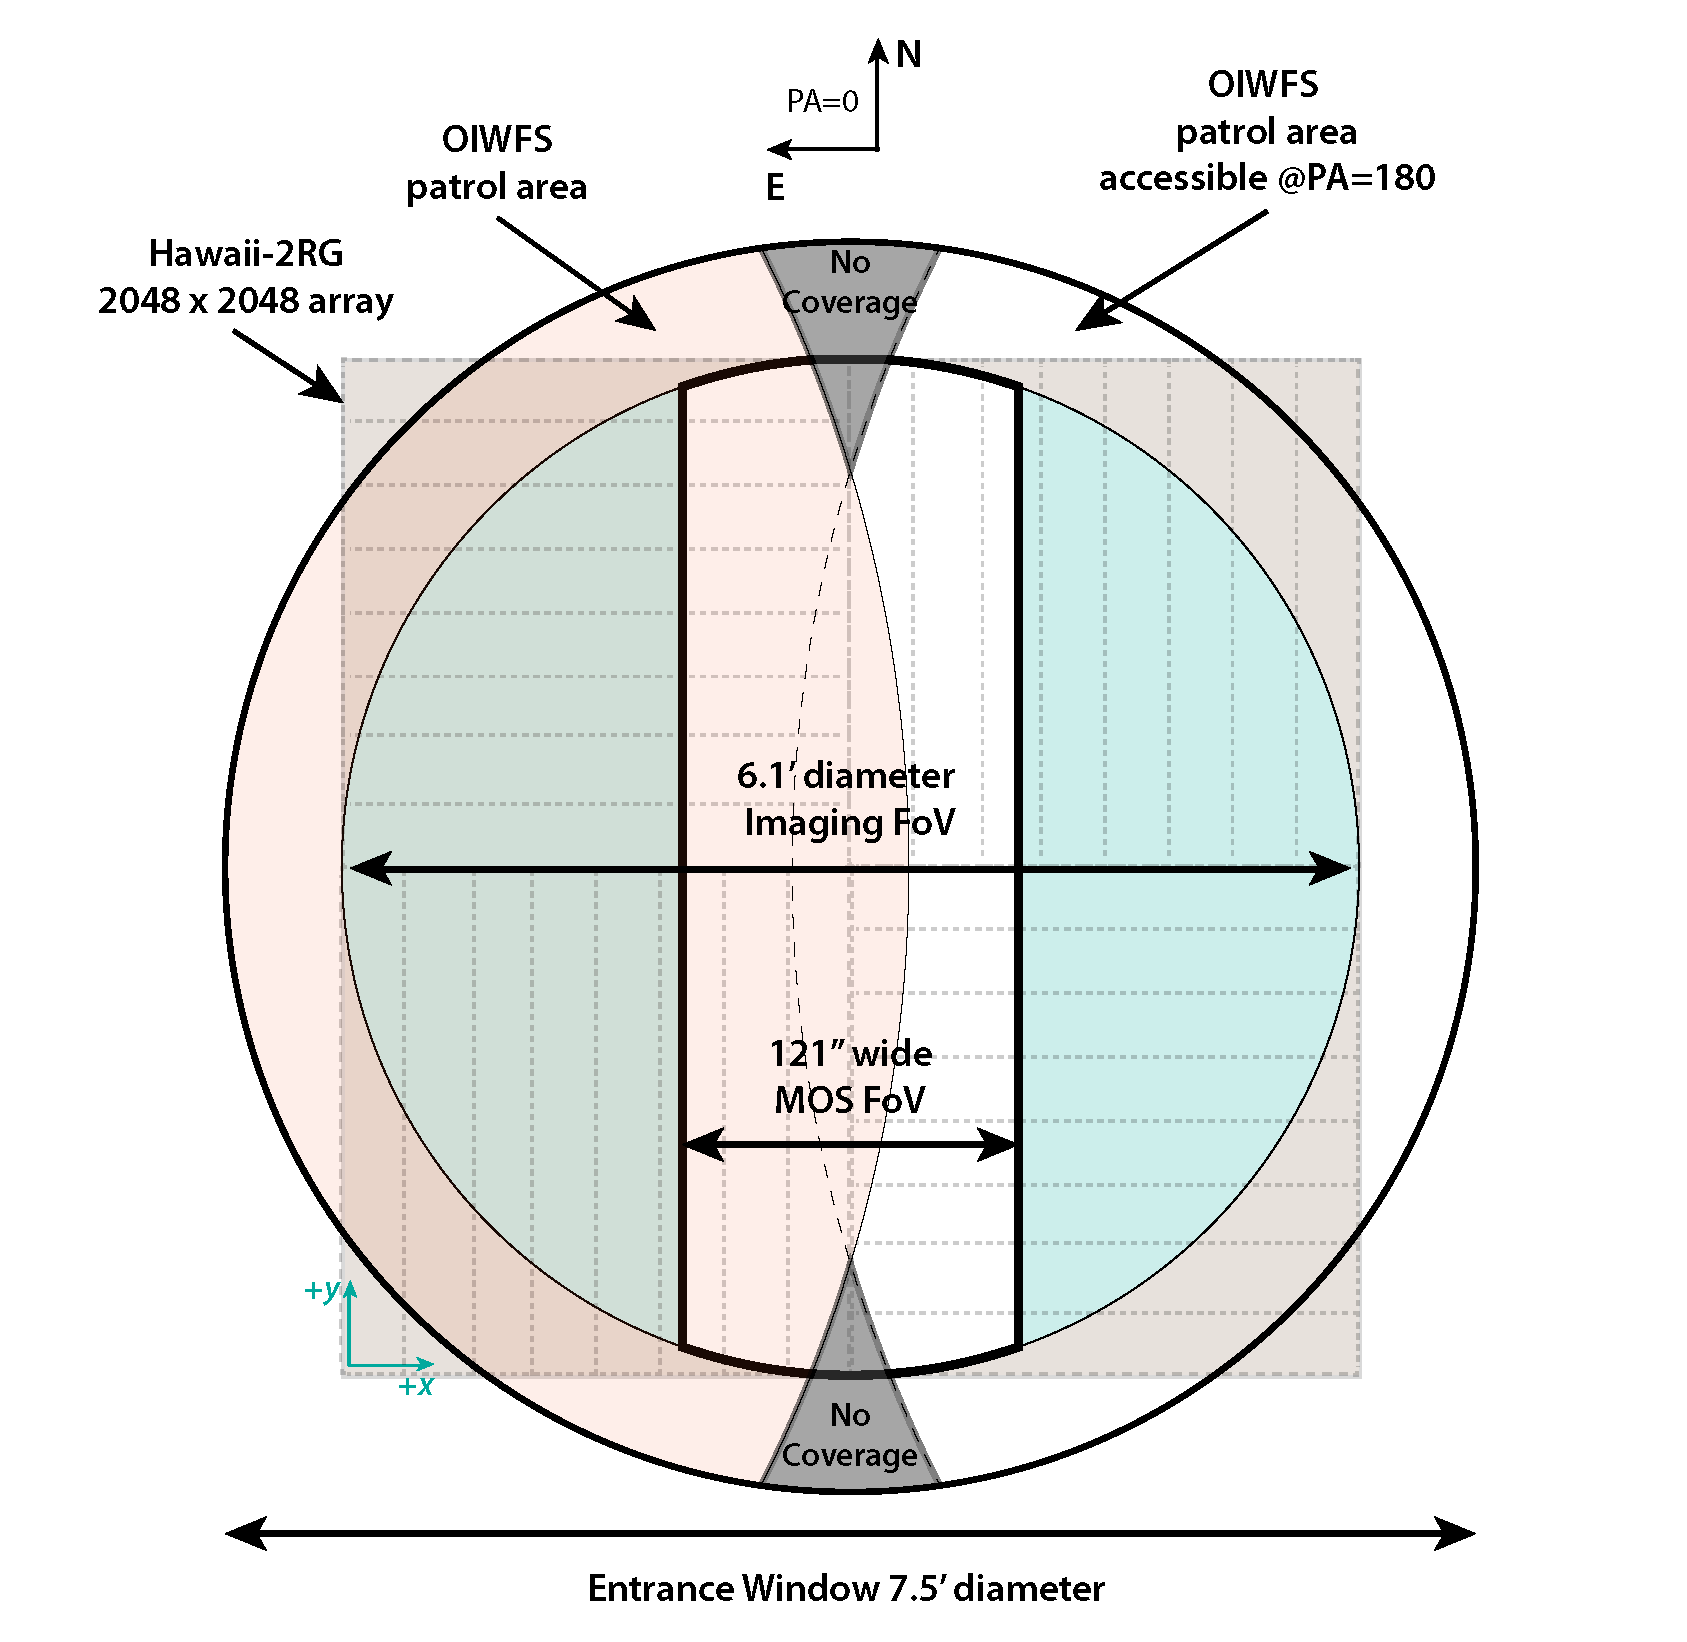 N
PA=0
E
OIWFS
patrol area
OIWFS
patrol area
accessible @PA=180
Hawaii-2RG
2048 x 2048 array
No
Coverage
6.1’ diameter
Imaging FoV
121” wide
MOS FoV
+y
+x
No
Coverage
Entrance Window 7.5’ diameter